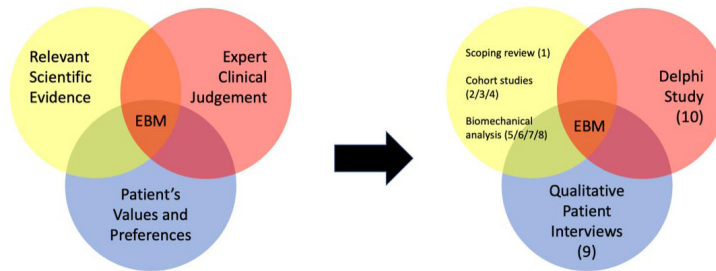 Relevant
Scientific
Evidence
Expert
Clinical
Judgement
EBM
Patient's
Values and
Preferences
Scoping review (1)
Cohort studies
(2/3/4)
Biomechanical
analysis (5/6/7/8)
Delphi
Study
(10)
EBM
Qualitative
Patient
Interviews
(9)